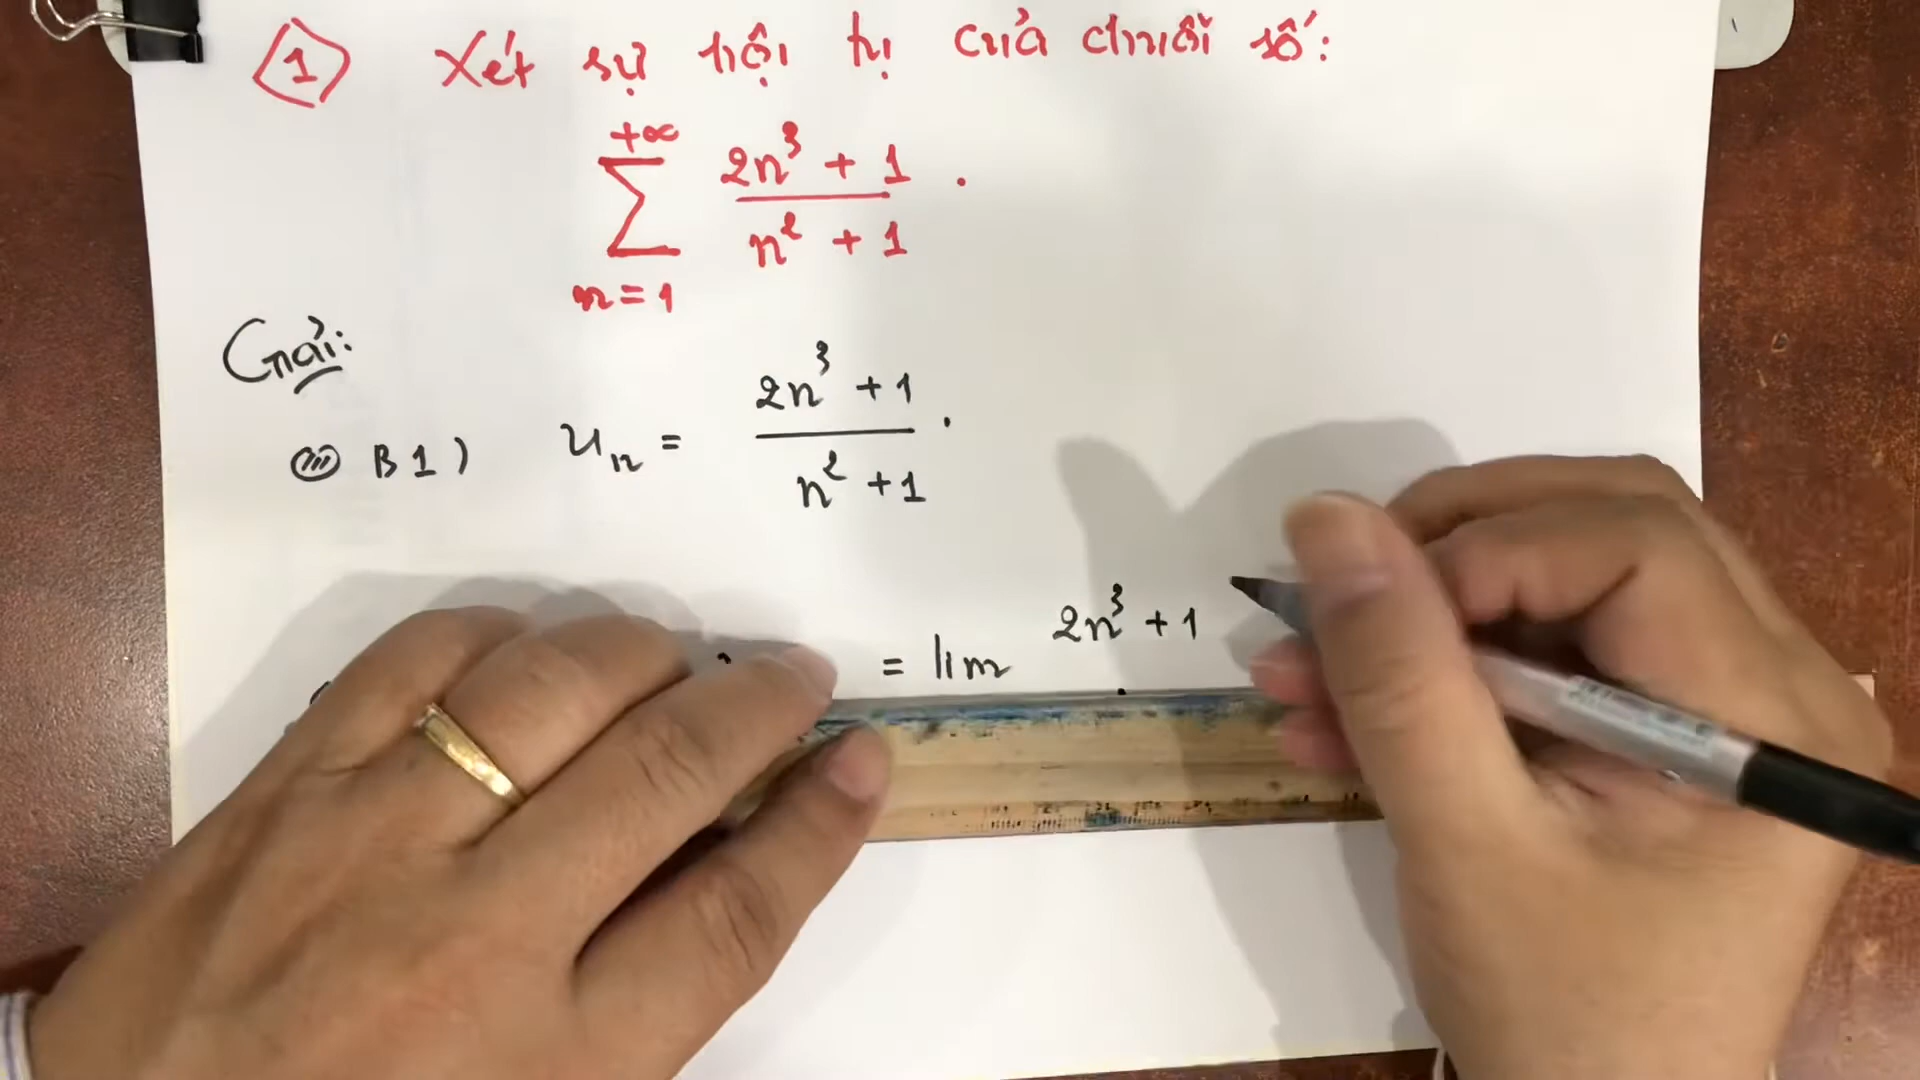 1 Xét sự hội tụ của chuỗi số:
+∞
∑ (2n³ + 1)/(n² + 1) .
n=1
Giải:
B1) uₙ = (2n³ + 1)/(n² + 1) .
= lim 2n³ + 1